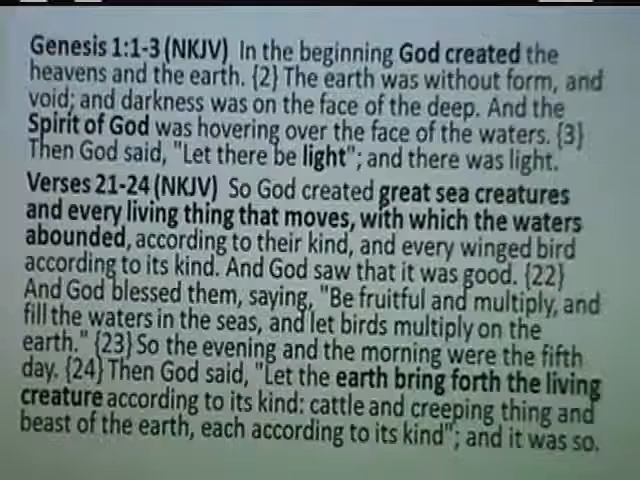 Genesis 1:1-3 (NKJV) In the beginning God created the
heavens and the earth. {2} The earth was without form, and
void; and darkness was on the face of the deep. And the
Spirit of God was hovering over the face of the waters. {3}
Then God said, "Let there be light"; and there was light.
Verses 21-24 (NKJV) So God created great sea creatures
and every living thing that moves, with which the waters
abounded, according to their kind, and every winged bird
according to its kind. And God saw that it was good. {22}
And God blessed them, saying, "Be fruitful and multiply, and
fill the waters in the seas, and let birds multiply on the
earth." {23} So the evening and the morning were the fifth
day. {24} Then God said, "Let the earth bring forth the living
creature according to its kind: cattle and creeping thing and
beast of the earth, each according to its kind"; and it was so.